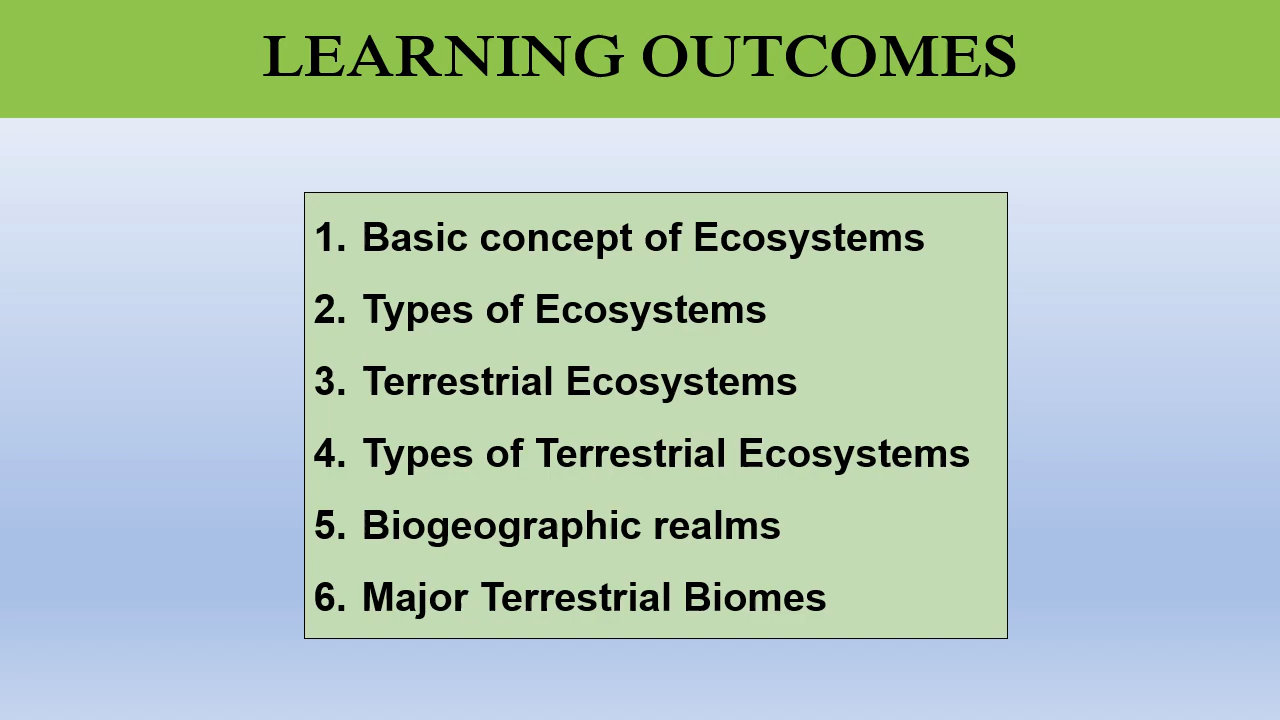 LEARNING OUTCOMES
1. Basic concept of Ecosystems
2. Types of Ecosystems
3. Terrestrial Ecosystems
4. Types of Terrestrial Ecosystems
5. Biogeographic realms
6. Major Terrestrial Biomes